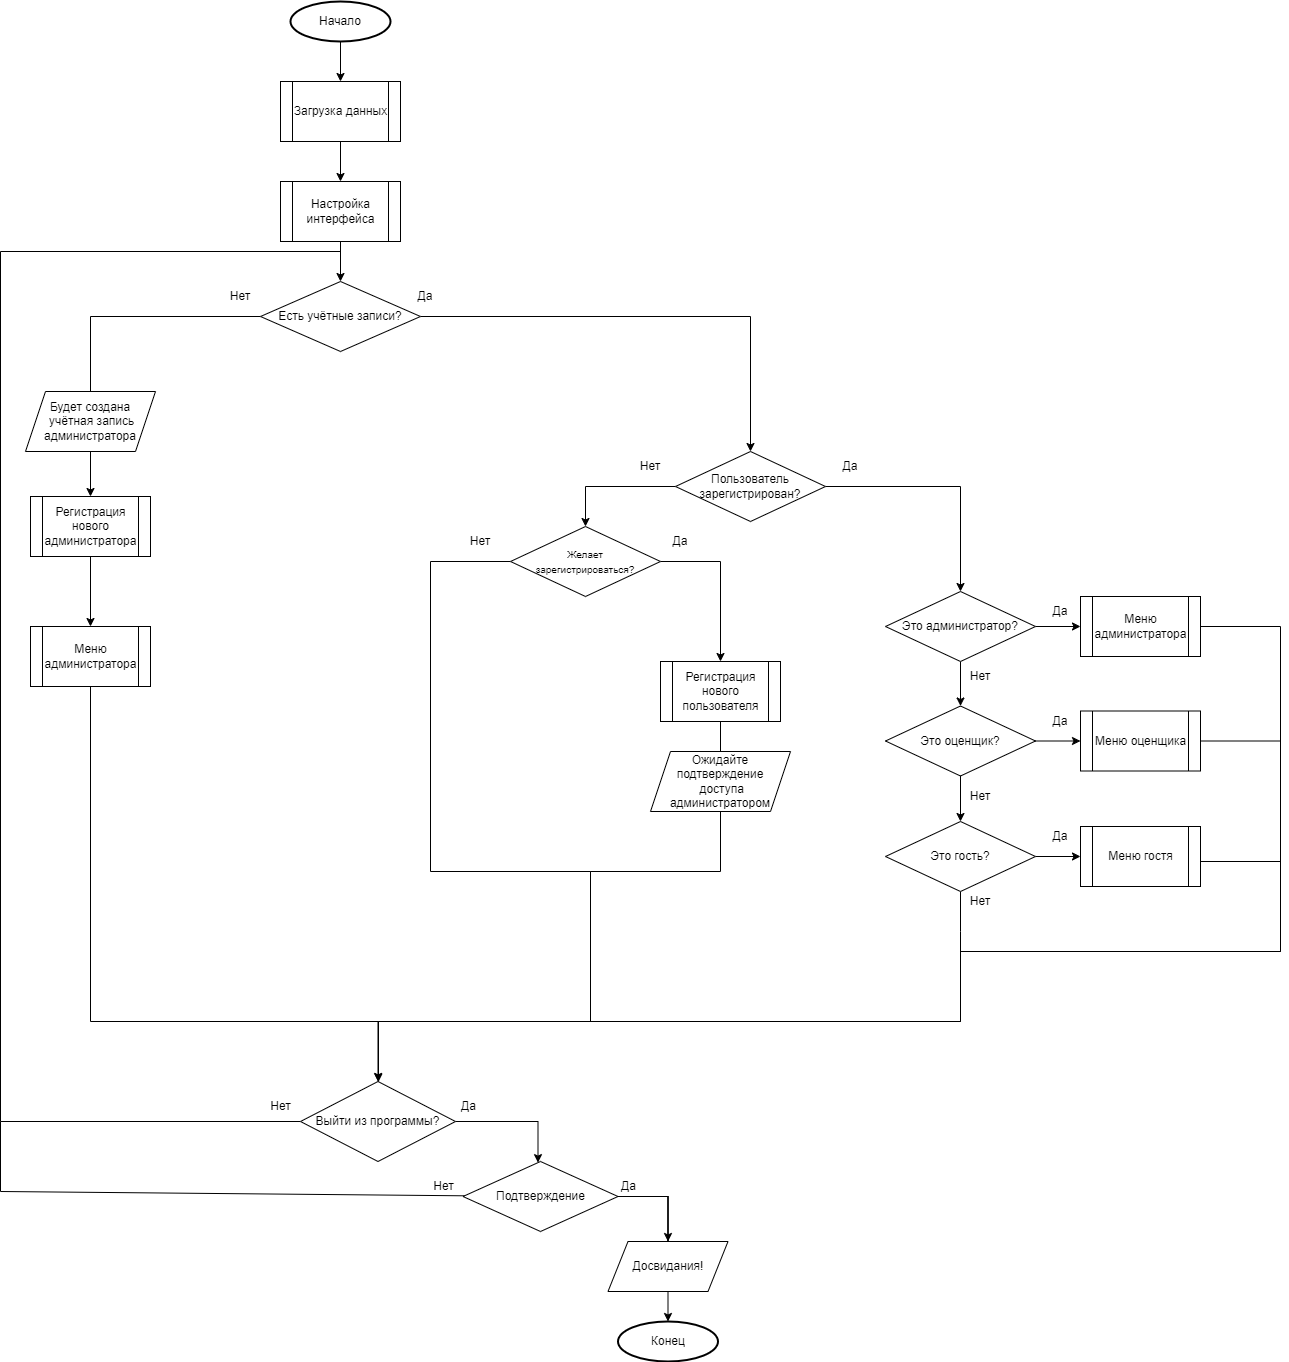 Начало
Загрузка данных
Настройка
интерфейса
Нет
Да
Есть учётные записи?
Будет создана
учётная запись
администратора
Регистрация
нового
администратора
Меню
администратора
Нет
Да
Пользователь
зарегистрирован?
Нет
Да
Желает
зарегистрироваться?
Регистрация
нового
пользователя
Ожидайте
подтверждение
доступа
администратором
Это администратор?
Да
Меню
администратора
Нет
Это оценщик?
Да
Меню оценщика
Нет
Это гость?
Да
Меню гостя
Нет
Нет
Да
Выйти из программы?
Нет
Да
Подтверждение
Досвидания!
Конец